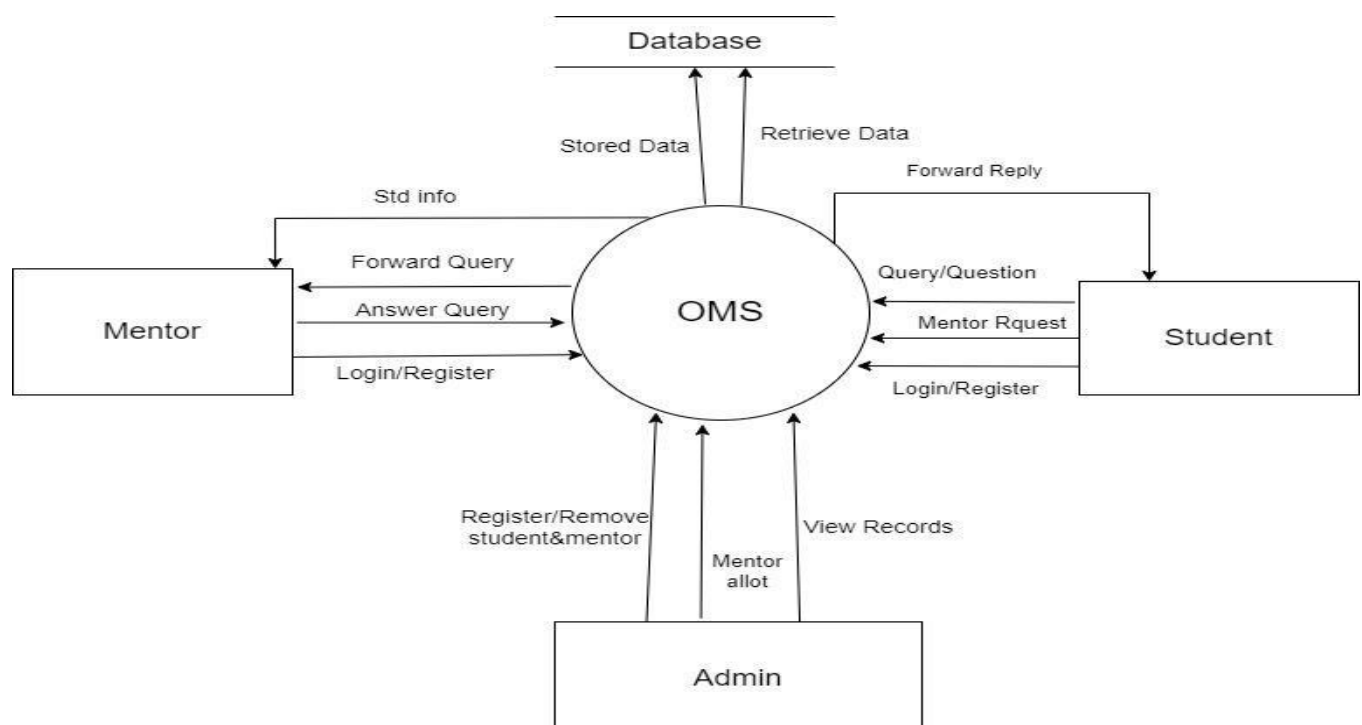 Database
Stored Data
Retrieve Data
Forward Reply
Std info
Forward Query
Answer Query
Login/Register
Mentor
OMS
Query/Question
Mentor Rquest
Login/Register
Student
Register/Remove
student&mentor
Mentor
allot
View Records
Admin